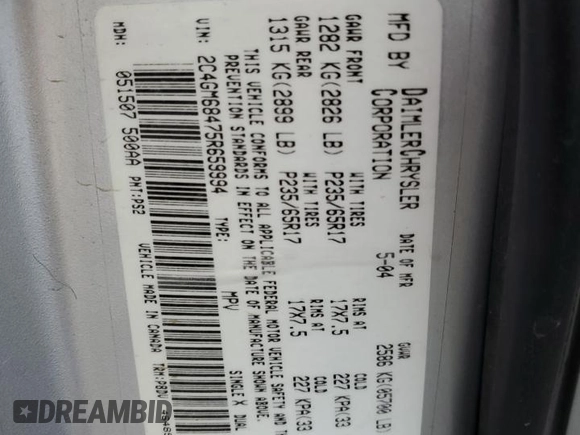 MFD BY DAIMLERCHRYSLER
CORPORATION
DATE OF MFR
5-04
GVWR
2586 KG(05700 LB)
GAWR FRONT
1282 KG(2826 LB)
WITH TIRES
P235/65R17
RIMS AT
17X7.5
COLD
227 KPA/33
GAWR REAR
1315 KG(2899 LB)
WITH TIRES
P235/65R17
RIMS AT
17X7.5
COLD
227 KPA/33
THIS VEHICLE CONFORMS TO ALL APPLICABLE FEDERAL MOTOR VEHICLE SAFETY AND
PREVENTION STANDARDS IN EFFECT ON THE DATE OF MANUFACTURE SHOWN ABOVE.
2C4GM68475R659994
TYPE:
MPV
SINGLE X DUAL
MDH:
051507 500AA
PNT:PS2
VEHICLE MADE IN CANADA
BIDFAX